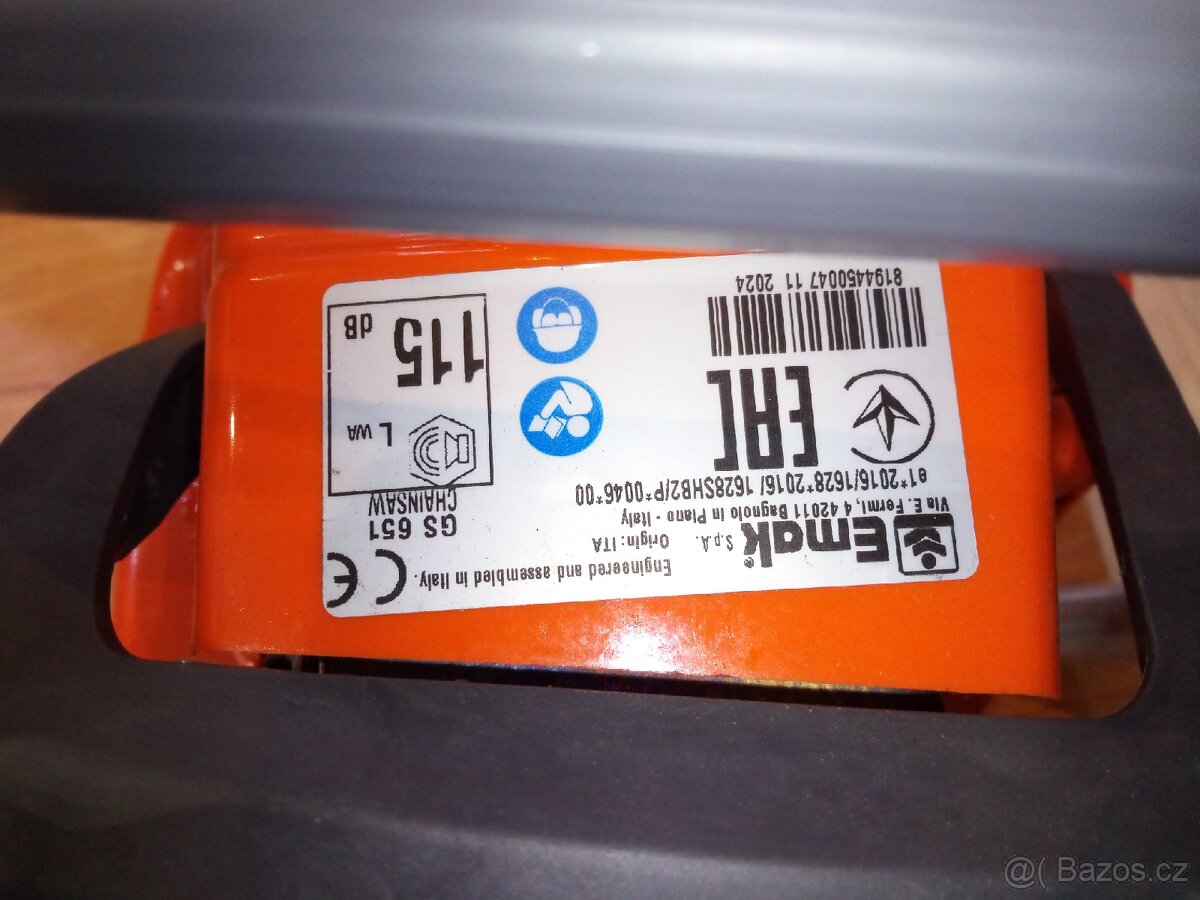 Engineered and assembled in Italy.
Emak S.p.A. Origin: ITA
Via E. Fermi, 4 42011 Bagnolo in Piano - Italy
e1*2016/1628*2016/1628SHB2/P*0046*00
EAC
8194450047 11 2024
CE
GS 651
CHAINSAW
LWA
115
dB
@( Bazos.cz